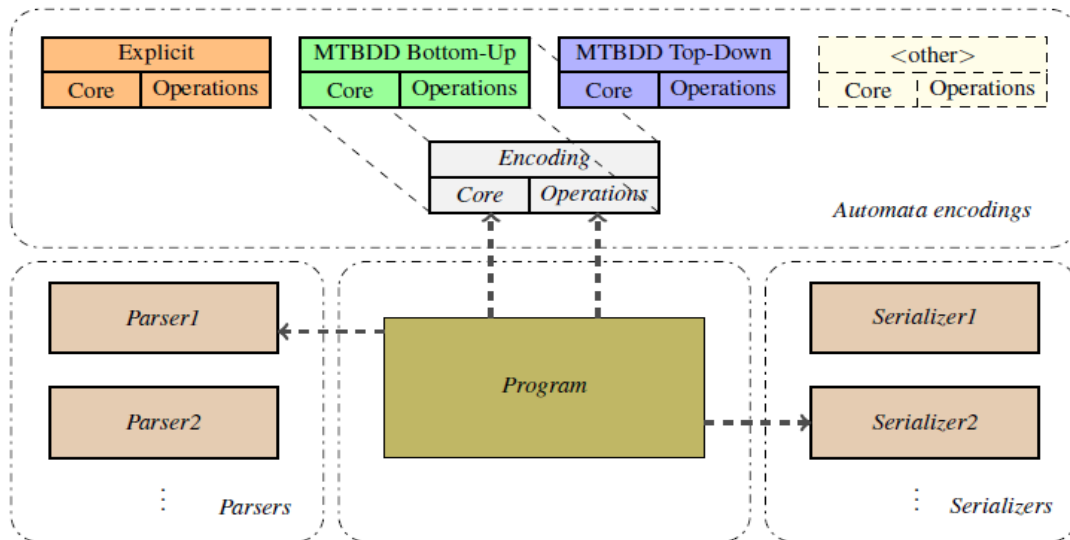 Explicit
Core Operations
MTBDD Bottom-Up
Core Operations
MTBDD Top-Down
Core Operations
<other>
Core Operations
Encoding
Core Operations
Automata encodings
Parser1
Parser2
⋮
Parsers
Program
Serializer1
Serializer2
⋮
Serializers